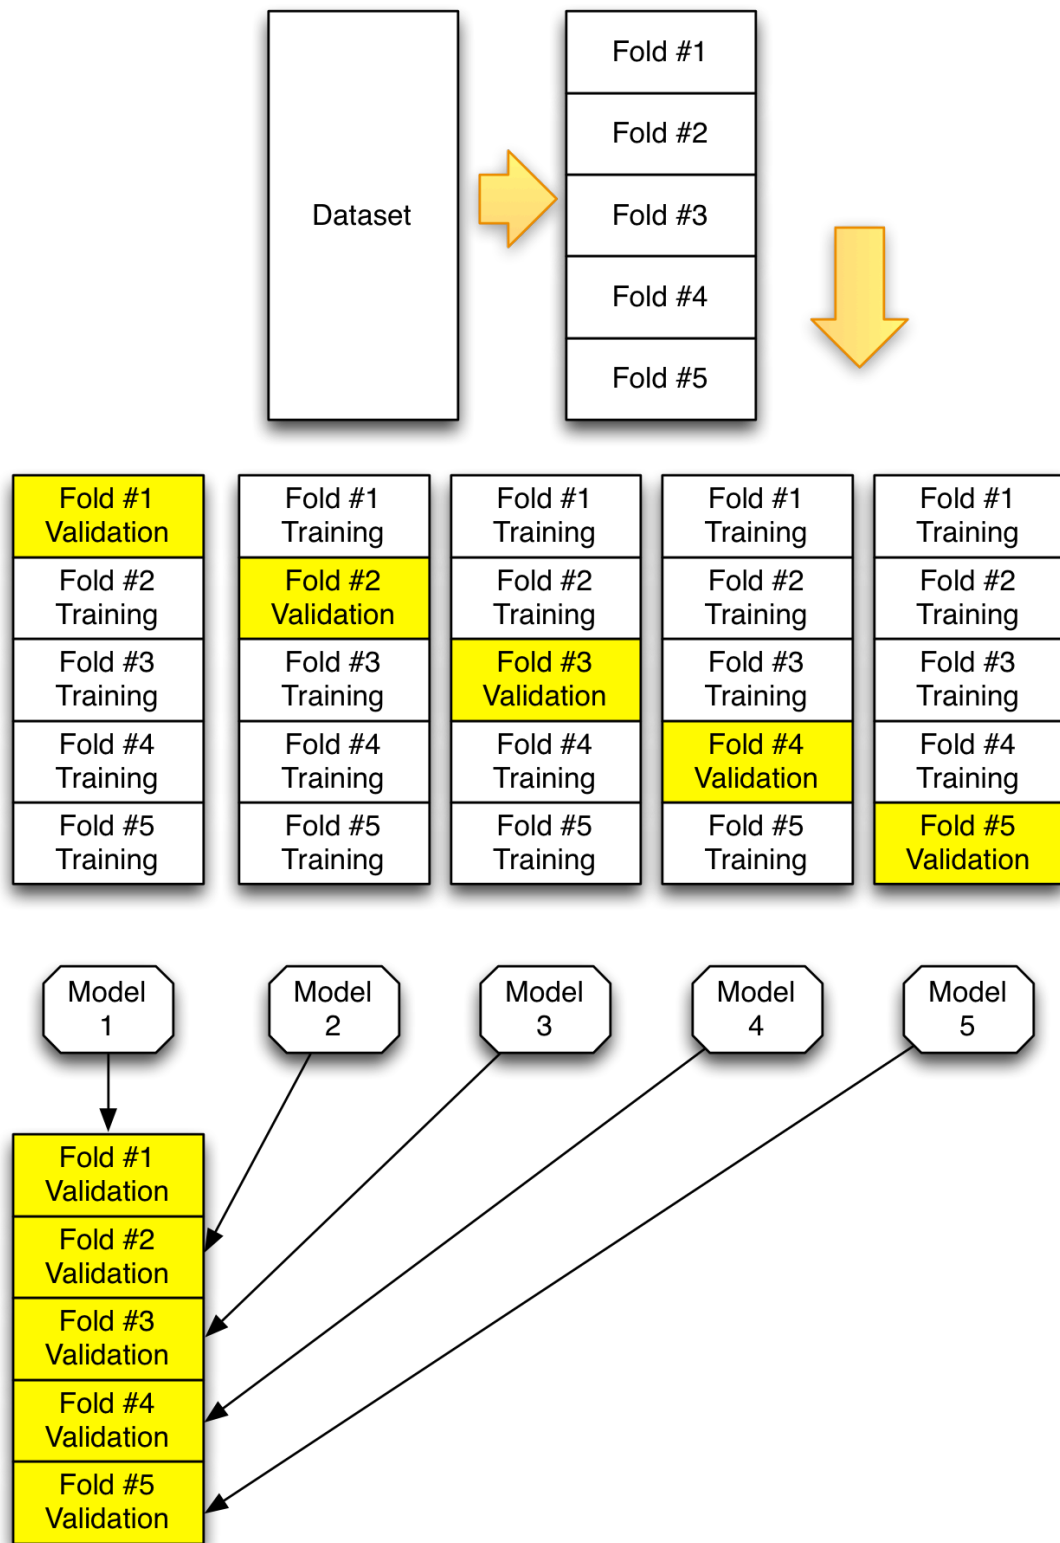 Dataset
Fold #1
Fold #2
Fold #3
Fold #4
Fold #5
Fold #1
Validation
Fold #2
Training
Fold #3
Training
Fold #4
Training
Fold #5
Training
Fold #1
Training
Fold #2
Validation
Fold #3
Training
Fold #4
Training
Fold #5
Training
Fold #1
Training
Fold #2
Training
Fold #3
Validation
Fold #4
Training
Fold #5
Training
Fold #1
Training
Fold #2
Training
Fold #3
Training
Fold #4
Validation
Fold #5
Training
Fold #1
Training
Fold #2
Training
Fold #3
Training
Fold #4
Training
Fold #5
Validation
Model
1
Model
2
Model
3
Model
4
Model
5
Fold #1
Validation
Fold #2
Validation
Fold #3
Validation
Fold #4
Validation
Fold #5
Validation